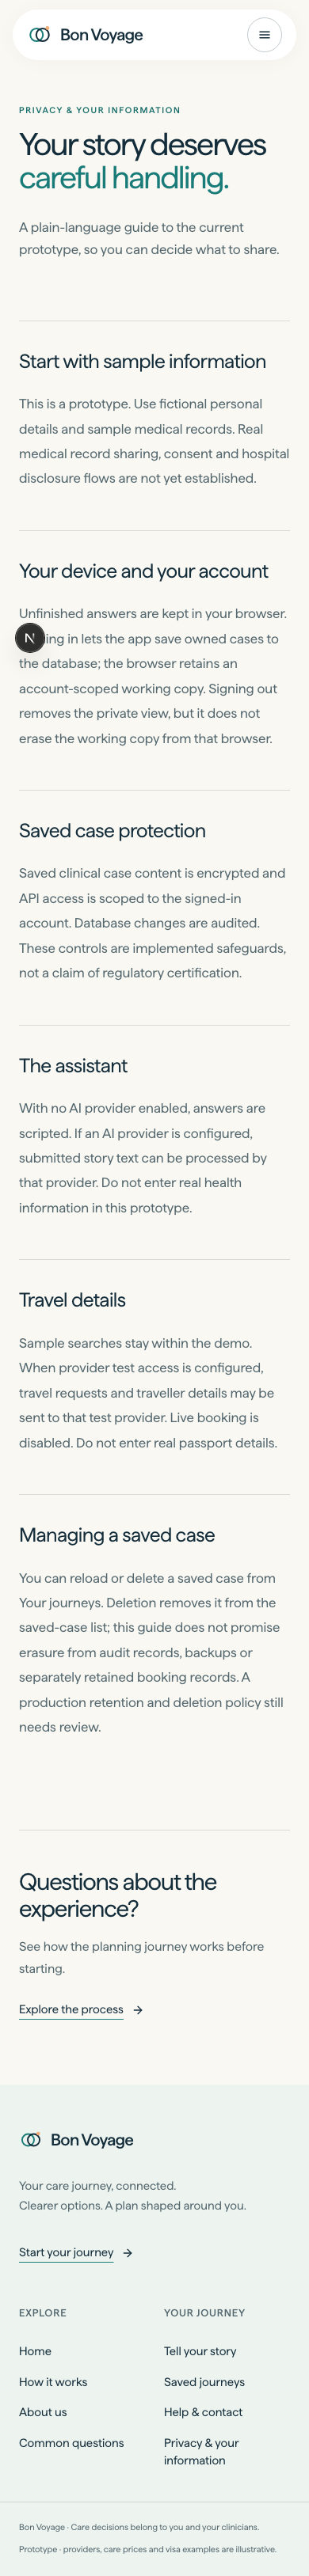 Bon Voyage
PRIVACY & YOUR INFORMATION
Your story deserves
careful handling.
A plain-language guide to the current
prototype, so you can decide what to share.
Start with sample information
This is a prototype. Use fictional personal
details and sample medical records. Real
medical record sharing, consent and hospital
disclosure flows are not yet established.
Your device and your account
Unfinished answers are kept in your browser.
N
ing in lets the app save owned cases to
the database; the browser retains an
account-scoped working copy. Signing out
removes the private view, but it does not
erase the working copy from that browser.
Saved case protection
Saved clinical case content is encrypted and
API access is scoped to the signed-in
account. Database changes are audited.
These controls are implemented safeguards,
not a claim of regulatory certification.
The assistant
With no AI provider enabled, answers are
scripted. If an AI provider is configured,
submitted story text can be processed by
that provider. Do not enter real health
information in this prototype.
Travel details
Sample searches stay within the demo.
When provider test access is configured,
travel requests and traveller details may be
sent to that test provider. Live booking is
disabled. Do not enter real passport details.
Managing a saved case
You can reload or delete a saved case from
Your journeys. Deletion removes it from the
saved-case list; this guide does not promise
erasure from audit records, backups or
separately retained booking records. A
production retention and deletion policy still
needs review.
Questions about the
experience?
See how the planning journey works before
starting.
Explore the process →
Bon Voyage
Your care journey, connected.
Clearer options. A plan shaped around you.
Start your journey →
EXPLORE
Home
How it works
About us
Common questions
YOUR JOURNEY
Tell your story
Saved journeys
Help & contact
Privacy & your
information
Bon Voyage · Care decisions belong to you and your clinicians.
Prototype · providers, care prices and visa examples are illustrative.